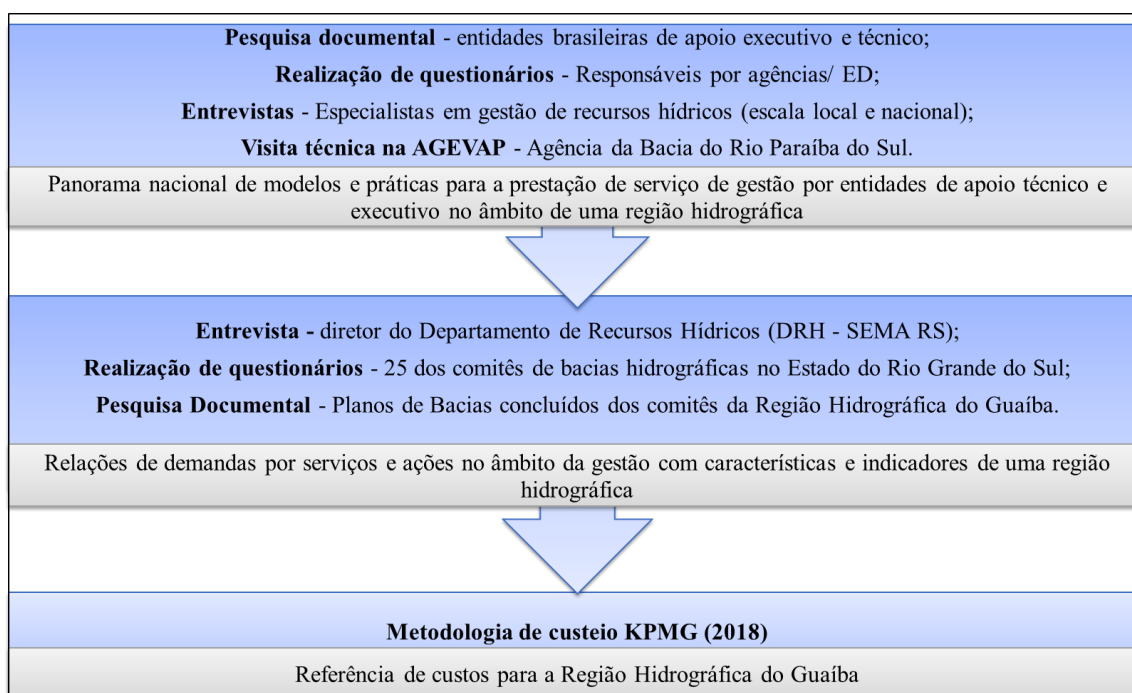 Pesquisa documental - entidades brasileiras de apoio executivo e técnico;
Realização de questionários - Responsáveis por agências/ ED;
Entrevistas - Especialistas em gestão de recursos hídricos (escala local e nacional);
Visita técnica na AGEVAP - Agência da Bacia do Rio Paraíba do Sul.
Panorama nacional de modelos e práticas para a prestação de serviço de gestão por entidades de apoio técnico e
executivo no âmbito de uma região hidrográfica
Entrevista - diretor do Departamento de Recursos Hídricos (DRH - SEMA RS);
Realização de questionários - 25 dos comitês de bacias hidrográficas no Estado do Rio Grande do Sul;
Pesquisa Documental - Planos de Bacias concluídos dos comitês da Região Hidrográfica do Guaíba.
Relações de demandas por serviços e ações no âmbito da gestão com características e indicadores de uma região
hidrográfica
Metodologia de custeio KPMG (2018)
Referência de custos para a Região Hidrográfica do Guaíba